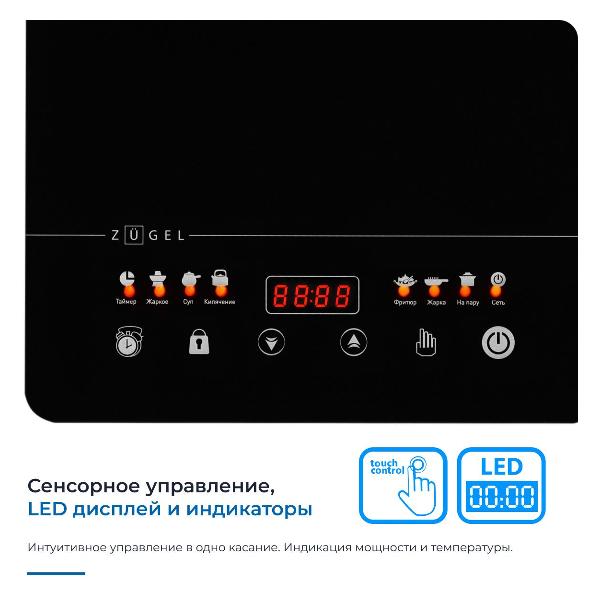 ZÜGEL
Таймер Жаркое Суп Кипячение 88:88 Фритюр Жарка На пару Сеть
touch control
LED
00:00
Сенсорное управление,
LED дисплей и индикаторы
Интуитивное управление в одно касание. Индикация мощности и температуры.